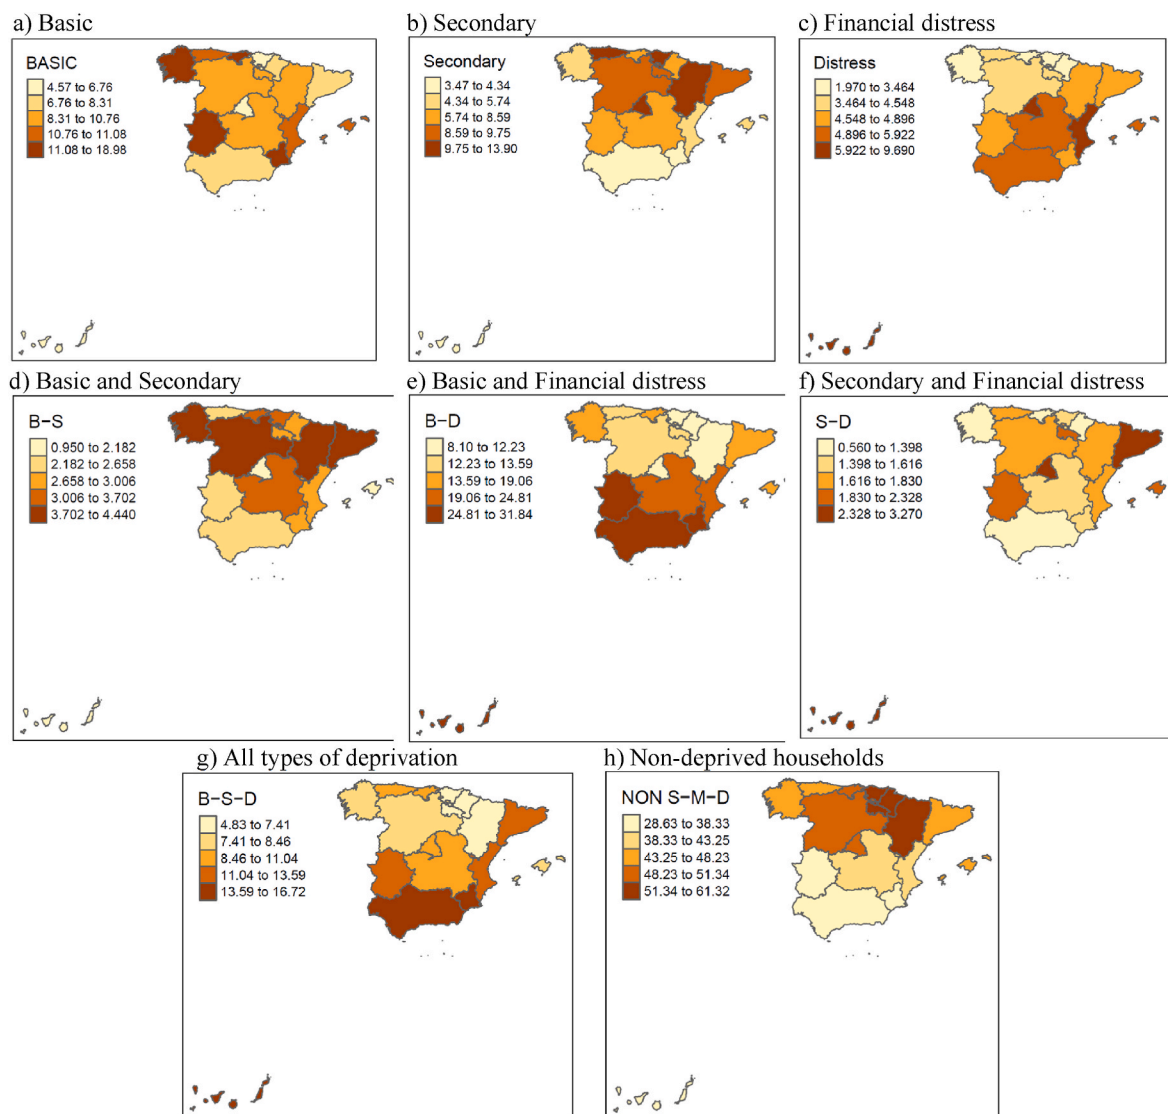 a) Basic
BASIC
4.57 to 6.76
6.76 to 8.31
8.31 to 10.76
10.76 to 11.08
11.08 to 18.98
b) Secondary
Secondary
3.47 to 4.34
4.34 to 5.74
5.74 to 8.59
8.59 to 9.75
9.75 to 13.90
c) Financial distress
Distress
1.970 to 3.464
3.464 to 4.548
4.548 to 4.896
4.896 to 5.922
5.922 to 9.690
d) Basic and Secondary
B−S
0.950 to 2.182
2.182 to 2.658
2.658 to 3.006
3.006 to 3.702
3.702 to 4.440
e) Basic and Financial distress
B−D
8.10 to 12.23
12.23 to 13.59
13.59 to 19.06
19.06 to 24.81
24.81 to 31.84
f) Secondary and Financial distress
S−D
0.560 to 1.398
1.398 to 1.616
1.616 to 1.830
1.830 to 2.328
2.328 to 3.270
g) All types of deprivation
B−S−D
4.83 to 7.41
7.41 to 8.46
8.46 to 11.04
11.04 to 13.59
13.59 to 16.72
h) Non-deprived households
NON S−M−D
28.63 to 38.33
38.33 to 43.25
43.25 to 48.23
48.23 to 51.34
51.34 to 61.32